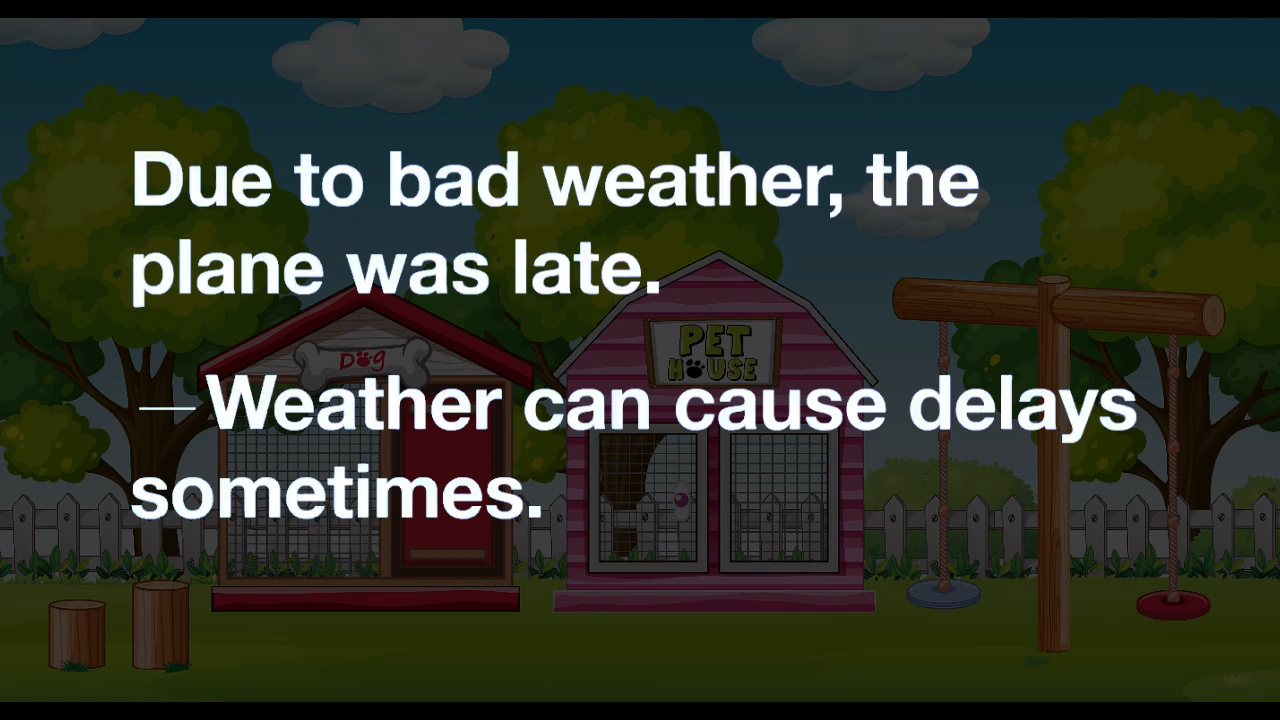 Due to bad weather, the
plane was late.
Dog
PET
HOUSE
—Weather can cause delays
sometimes.